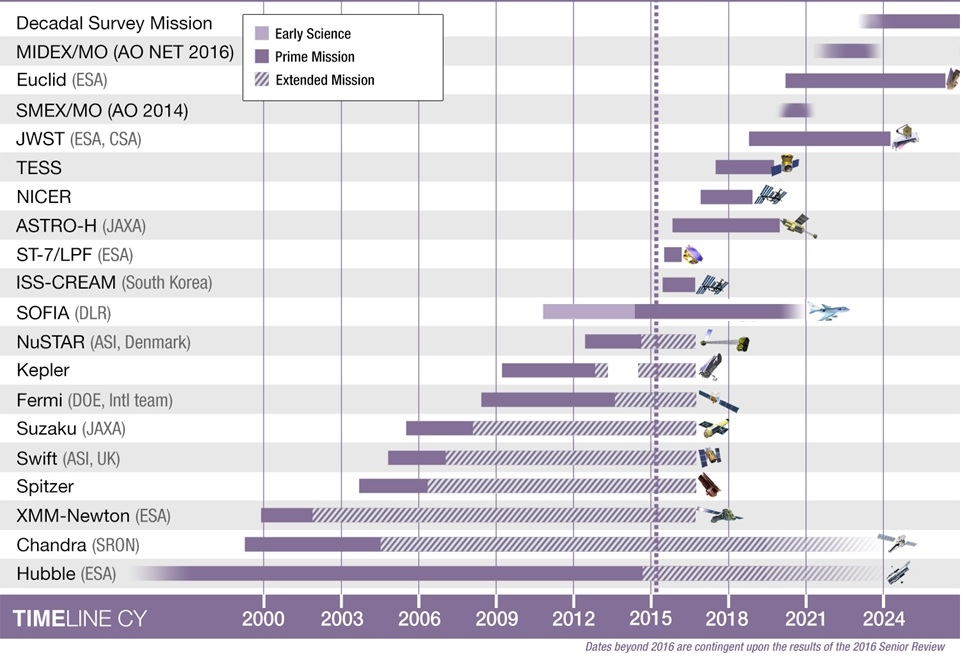 Decadal Survey Mission
MIDEX/MO (AO NET 2016)
Euclid (ESA)
SMEX/MO (AO 2014)
JWST (ESA, CSA)
TESS
NICER
ASTRO-H (JAXA)
ST-7/LPF (ESA)
ISS-CREAM (South Korea)
SOFIA (DLR)
NuSTAR (ASI, Denmark)
Kepler
Fermi (DOE, Intl team)
Suzaku (JAXA)
Swift (ASI, UK)
Spitzer
XMM-Newton (ESA)
Chandra (SRON)
Hubble (ESA)
Early Science
Prime Mission
Extended Mission
TIMELINE CY 2000 2003 2006 2009 2012 2015 2018 2021 2024
Dates beyond 2016 are contingent upon the results of the 2016 Senior Review